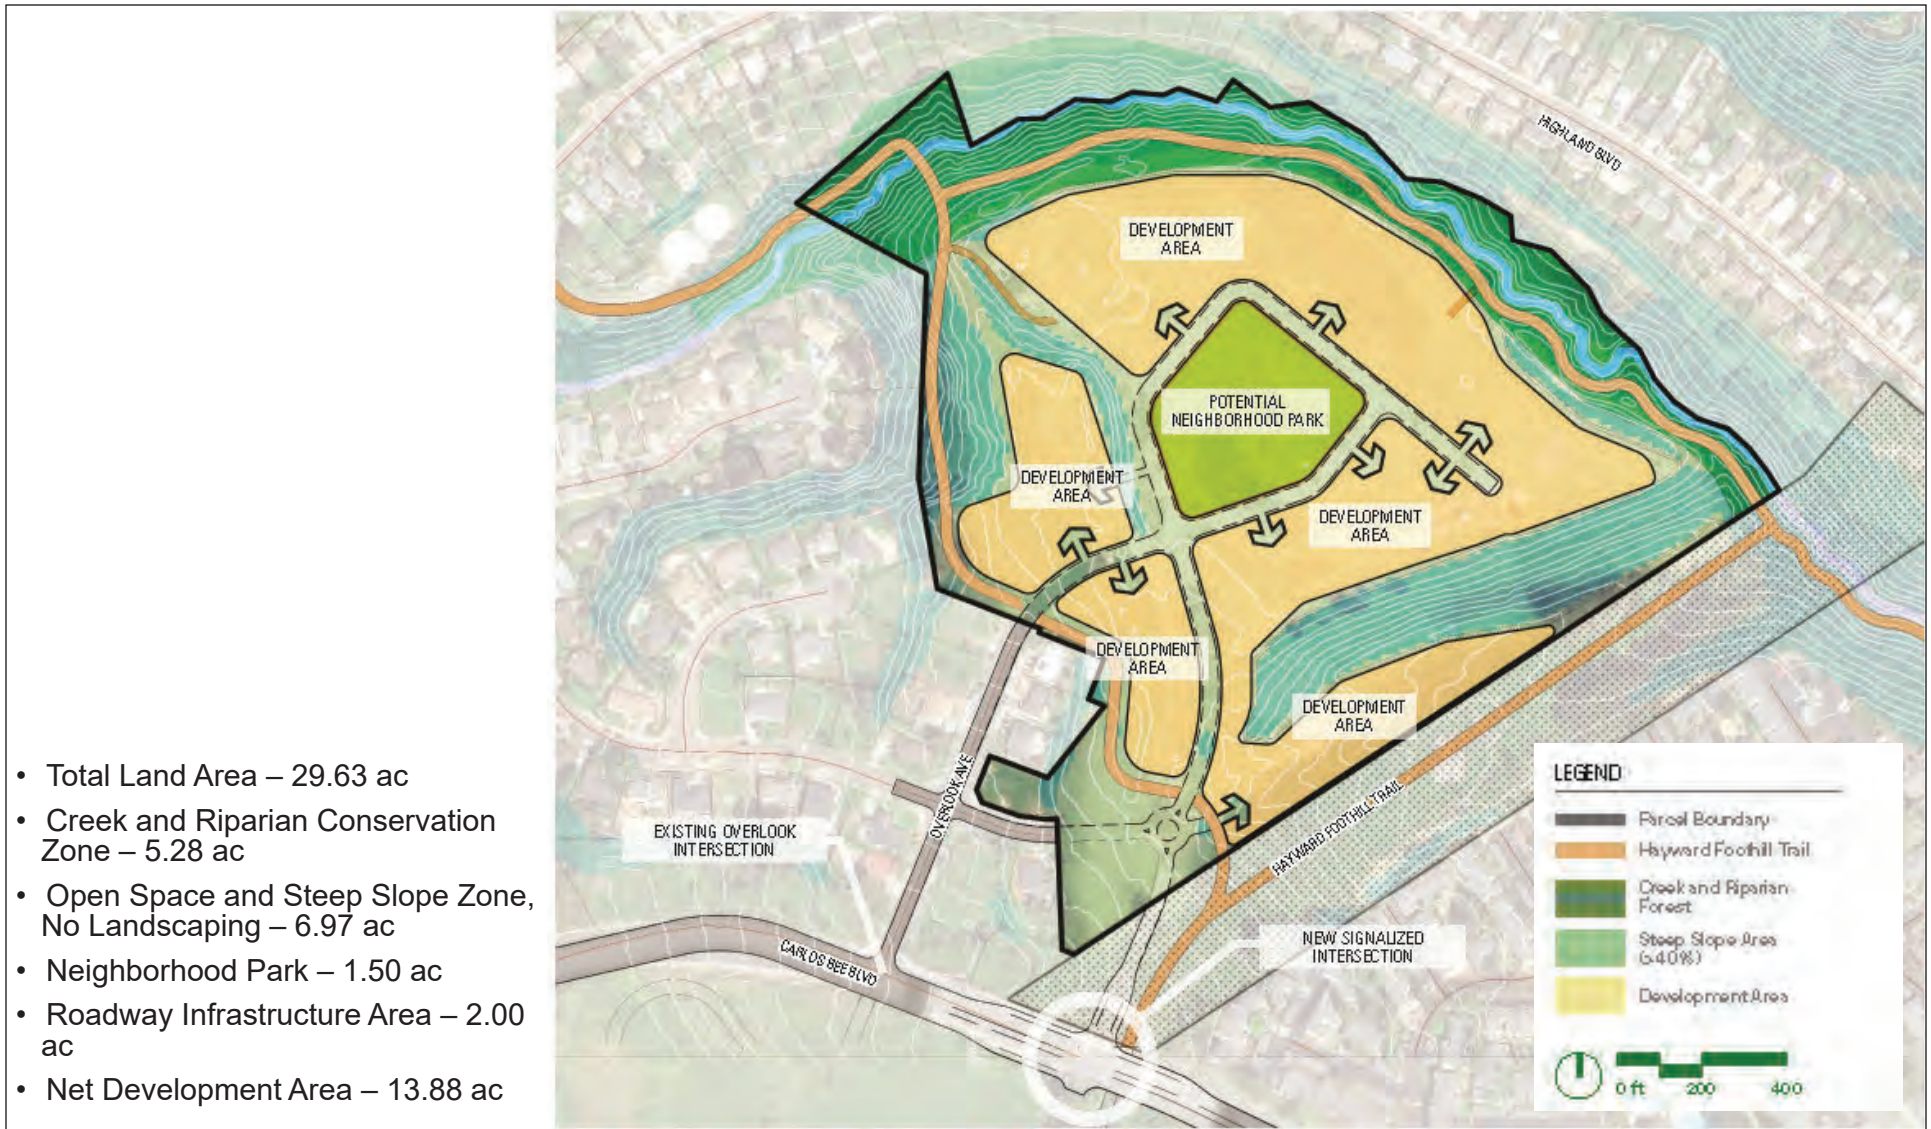 • Total Land Area – 29.63 ac
• Creek and Riparian Conservation
Zone – 5.28 ac
• Open Space and Steep Slope Zone,
No Landscaping – 6.97 ac
• Neighborhood Park – 1.50 ac
• Roadway Infrastructure Area – 2.00
ac
• Net Development Area – 13.88 ac
HIGHLAND BLVD
DEVELOPMENT
AREA
POTENTIAL
NEIGHBORHOOD PARK
DEVELOPMENT
AREA
DEVELOPMENT
AREA
DEVELOPMENT
AREA
DEVELOPMENT
AREA
OVERLOOK AVE
EXISTING OVERLOOK
INTERSECTION
HAYWARD FOOTHILL TRAIL
CARLOS BEE BLVD
NEW SIGNALIZED
INTERSECTION
LEGEND
Parcel Boundary
Hayward Foothill Trail
Creek and Riparian
Forest
Steep Slope Area
(>40%)
Development Area
0 ft 200 400